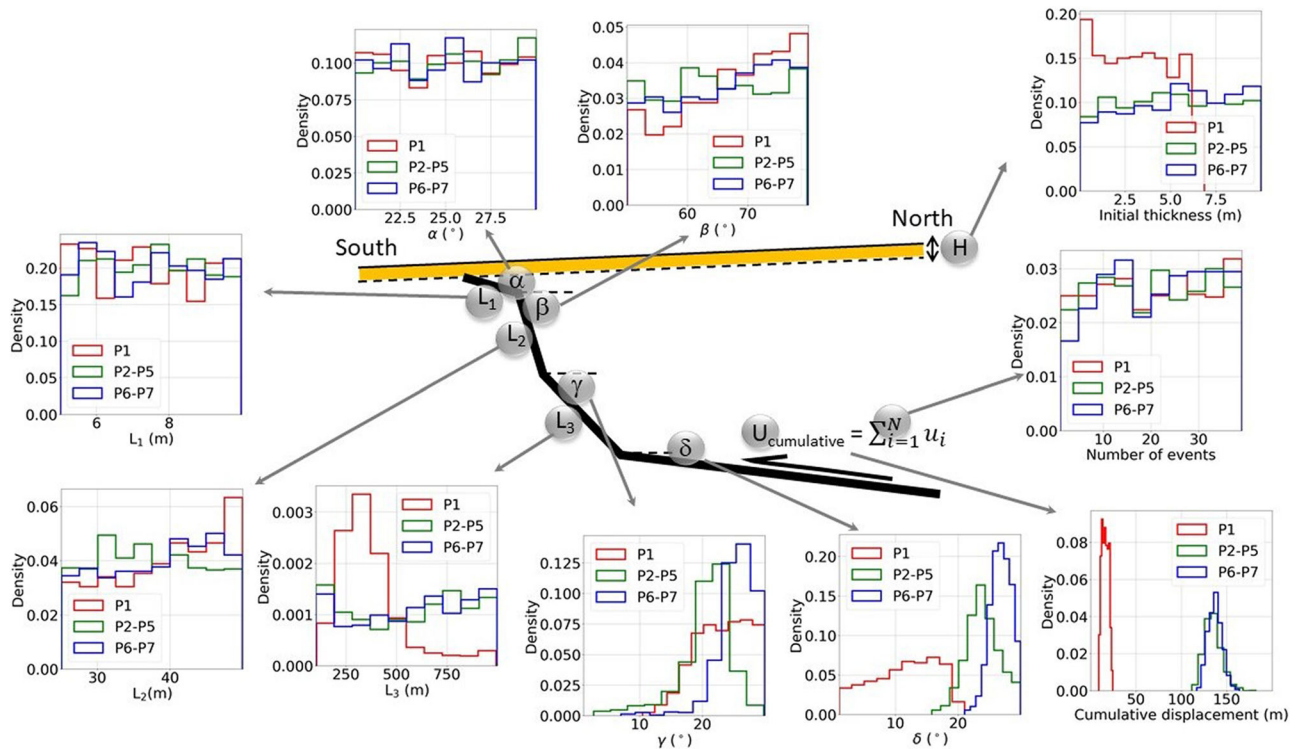 Density
0.100
0.075
0.050
0.025
0.000
P1
P2-P5
P6-P7
22.5 25.0 27.5
α (°)
Density
0.05
0.04
0.03
0.02
0.01
0.00
P1
P2-P5
P6-P7
60 70
β (°)
Density
0.20
0.15
0.10
0.05
0.00
P1
P2-P5
P6-P7
2.5 5.0 7.5
Initial thickness (m)
South
North
H
α
L₁
β
L₂
γ
L₃
δ
U cumulative = ∑ᴺᵢ₌₁ uᵢ
Density
0.20
0.15
0.10
0.05
0.00
P1
P2-P5
P6-P7
6 8
L₁ (m)
Density
0.03
0.02
0.01
0.00
P1
P2-P5
P6-P7
10 20 30
Number of events
Density
0.06
0.04
0.02
0.00
P1
P2-P5
P6-P7
30 40
L₂(m)
Density
0.003
0.002
0.001
0.000
P1
P2-P5
P6-P7
250 500 750
L₃ (m)
Density
0.125
0.100
0.075
0.050
0.025
0.000
P1
P2-P5
P6-P7
20
γ (°)
Density
0.20
0.15
0.10
0.05
0.00
P1
P2-P5
P6-P7
10 20
δ (°)
Density
0.08
0.06
0.04
0.02
0.00
P1
P2-P5
P6-P7
50 100 150
Cumulative displacement (m)